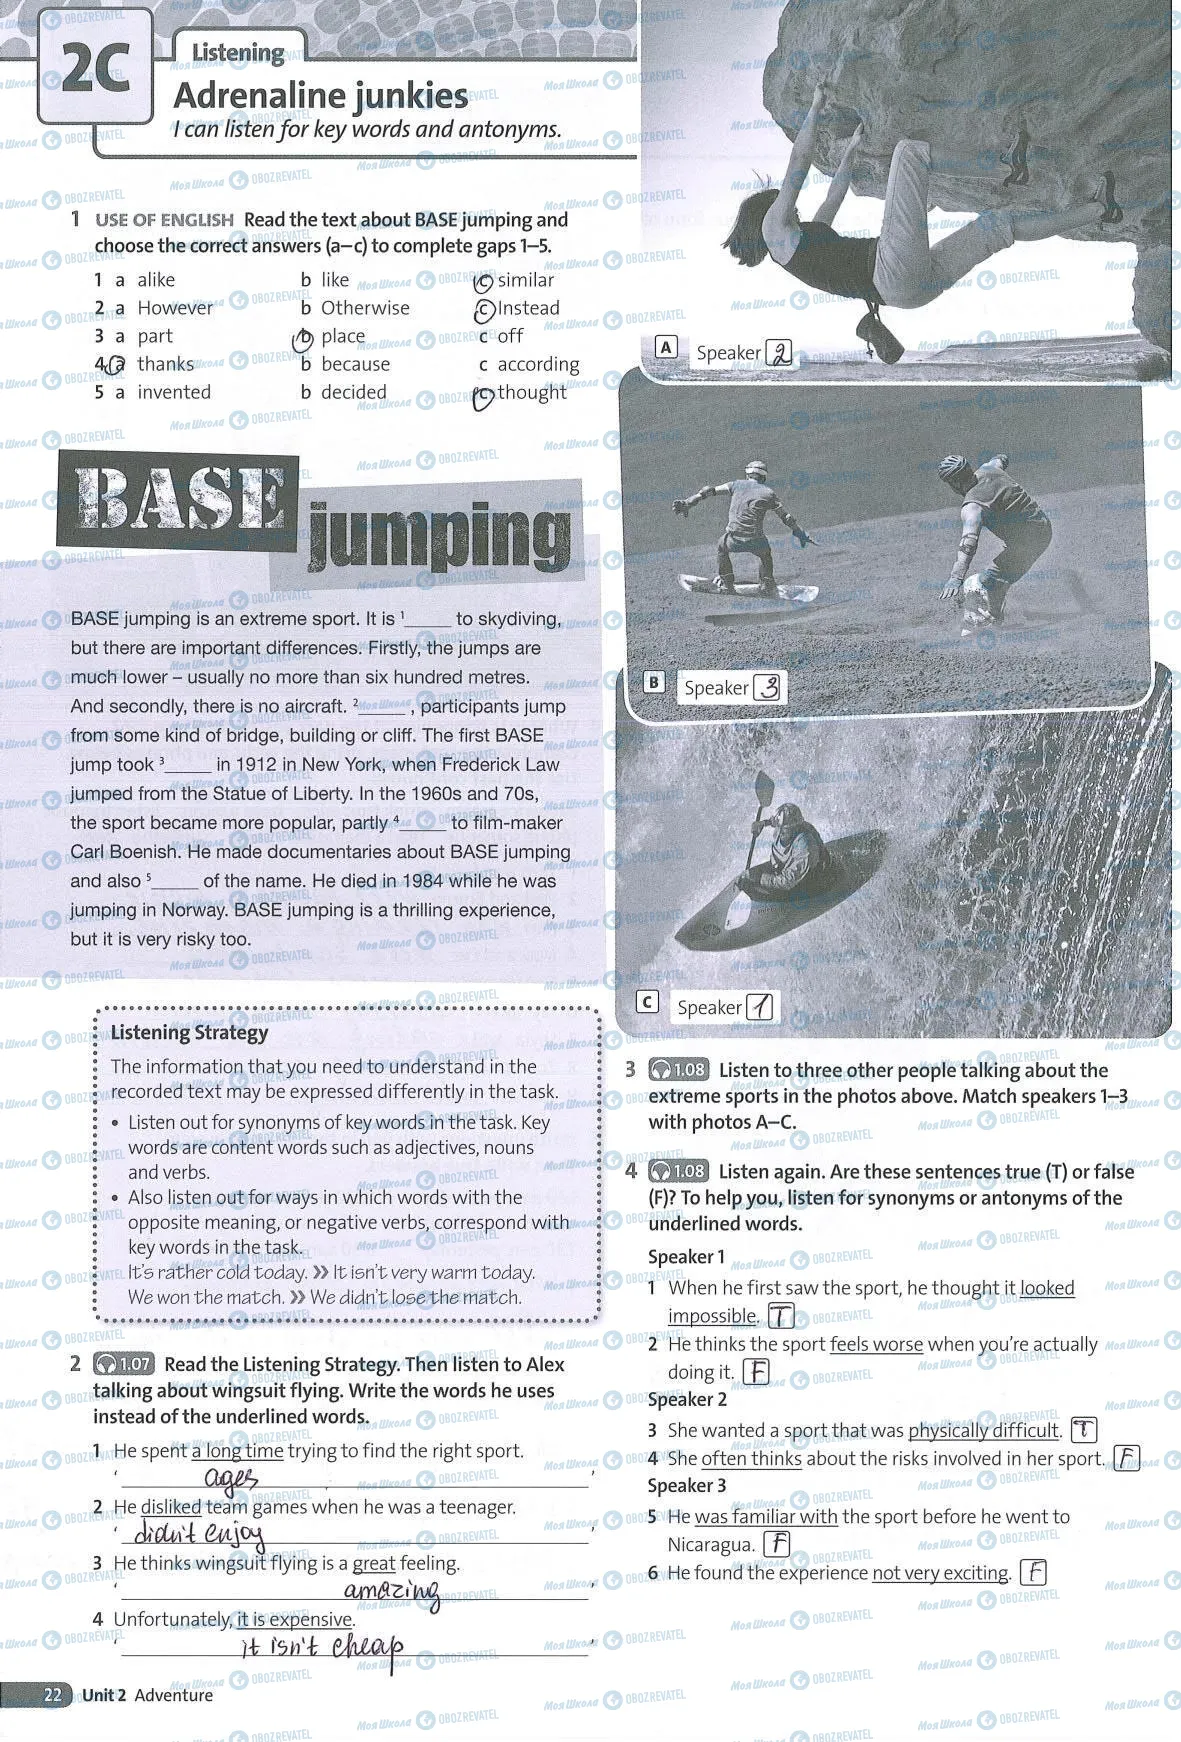 2C
Listening
Adrenaline junkies
I can listen for key words and antonyms.
1 USE OF ENGLISH Read the text about BASE jumping and
choose the correct answers (a–c) to complete gaps 1–5.
1 a alike b like c similar
2 a However b Otherwise c Instead
3 a part b place c off
4 a thanks b because c according
5 a invented b decided c thought
BASE
jumping
BASE jumping is an extreme sport. It is 1_____ to skydiving,
but there are important differences. Firstly, the jumps are
much lower – usually no more than six hundred metres.
And secondly, there is no aircraft. 2_____ , participants jump
from some kind of bridge, building or cliff. The first BASE
jump took 3_____ in 1912 in New York, when Frederick Law
jumped from the Statue of Liberty. In the 1960s and 70s,
the sport became more popular, partly 4_____ to film-maker
Carl Boenish. He made documentaries about BASE jumping
and also 5_____ of the name. He died in 1984 while he was
jumping in Norway. BASE jumping is a thrilling experience,
but it is very risky too.
Listening Strategy
The information that you need to understand in the
recorded text may be expressed differently in the task.
• Listen out for synonyms of key words in the task. Key
words are content words such as adjectives, nouns
and verbs.
• Also listen out for ways in which words with the
opposite meaning, or negative verbs, correspond with
key words in the task.
It's rather cold today. » It isn't very warm today.
We won the match. » We didn't lose the match.
2 1.07 Read the Listening Strategy. Then listen to Alex
talking about wingsuit flying. Write the words he uses
instead of the underlined words.
1 He spent a long time trying to find the right sport.
‘ ages ’
2 He disliked team games when he was a teenager.
‘ didn't enjoy ’
3 He thinks wingsuit flying is a great feeling.
‘ amazing ’
4 Unfortunately, it is expensive.
‘ it isn't cheap ’
22 Unit 2 Adventure
A Speaker 2
B Speaker 3
C Speaker 1
3 1.08 Listen to three other people talking about the
extreme sports in the photos above. Match speakers 1–3
with photos A–C.
4 1.08 Listen again. Are these sentences true (T) or false
(F)? To help you, listen for synonyms or antonyms of the
underlined words.
Speaker 1
1 When he first saw the sport, he thought it looked
impossible. T
2 He thinks the sport feels worse when you're actually
doing it. F
Speaker 2
3 She wanted a sport that was physically difficult. T
4 She often thinks about the risks involved in her sport. F
Speaker 3
5 He was familiar with the sport before he went to
Nicaragua. F
6 He found the experience not very exciting. F
МояШкола OBOZREVATEL